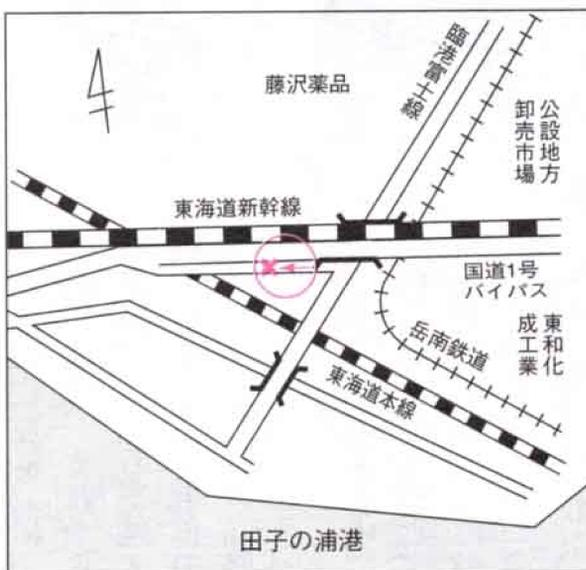 臨港富士線
藤沢薬品
公設地方
卸売市場
東海道新幹線
国道1号
バイパス
東和化
成工業
岳南鉄道
東海道本線
田子の浦港